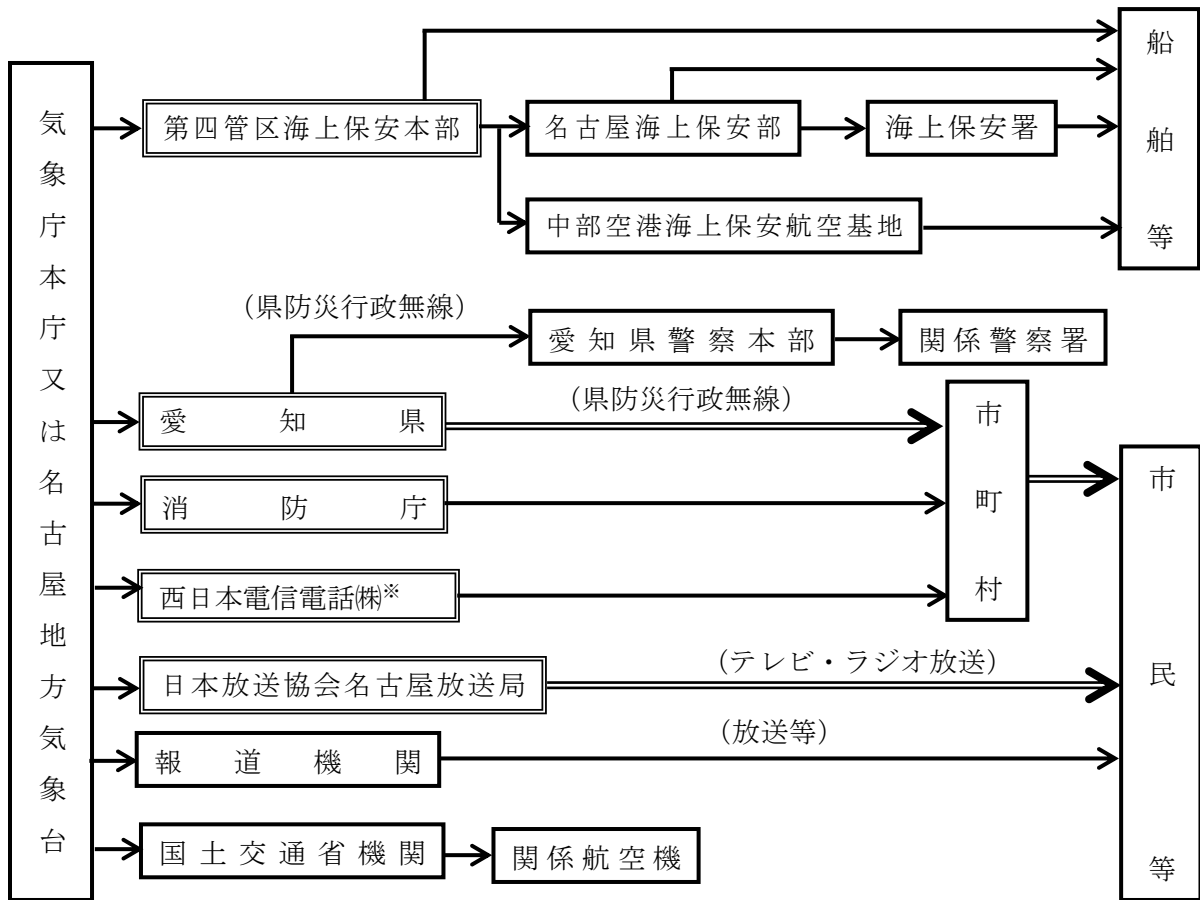 気象庁本庁又は名古屋地方気象台
第四管区海上保安本部
名古屋海上保安部
海上保安署
船舶等
中部空港海上保安航空基地
（県防災行政無線）
愛知県警察本部
関係警察署
愛知県
（県防災行政無線）
市町村
消防庁
西日本電信電話㈱※
市民等
日本放送協会名古屋放送局
（テレビ・ラジオ放送）
報道機関
（放送等）
国土交通省機関
関係航空機